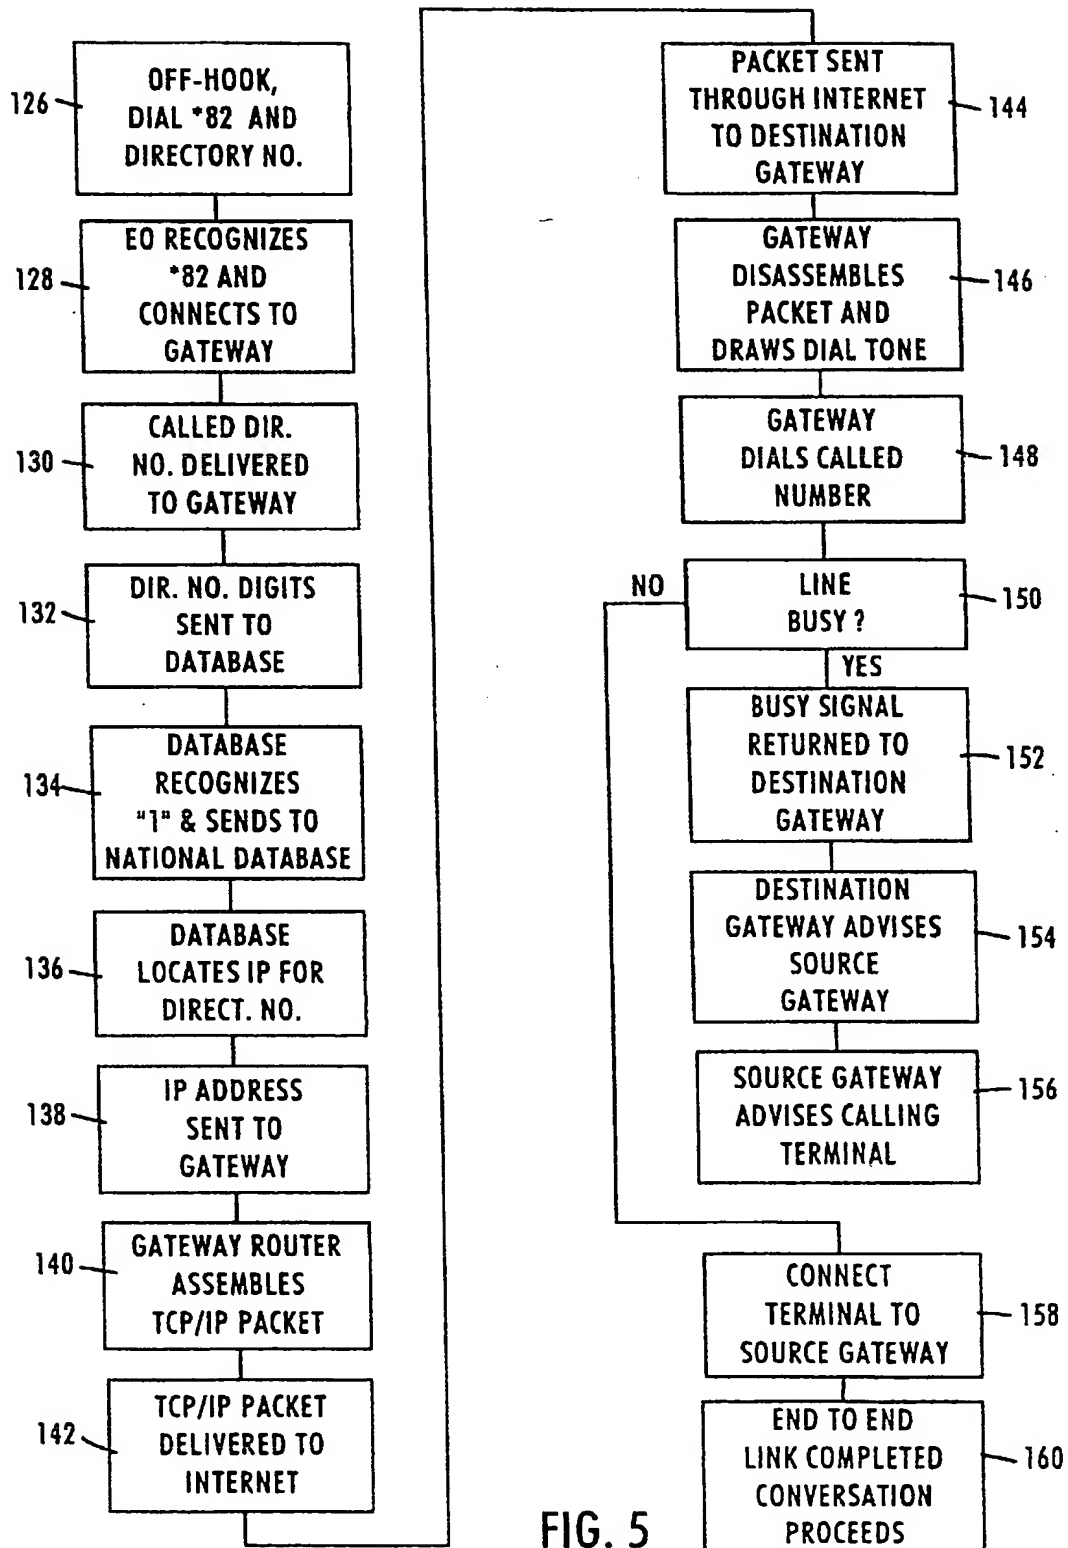 126
OFF-HOOK,
DIAL *82 AND
DIRECTORY NO.
128
EO RECOGNIZES
*82 AND
CONNECTS TO
GATEWAY
130
CALLED DIR.
NO. DELIVERED
TO GATEWAY
132
DIR. NO. DIGITS
SENT TO
DATABASE
134
DATABASE
RECOGNIZES
"1" & SENDS TO
NATIONAL DATABASE
136
DATABASE
LOCATES IP FOR
DIRECT. NO.
138
IP ADDRESS
SENT TO
GATEWAY
140
GATEWAY ROUTER
ASSEMBLES
TCP/IP PACKET
142
TCP/IP PACKET
DELIVERED TO
INTERNET
PACKET SENT
THROUGH INTERNET
TO DESTINATION
GATEWAY
144
GATEWAY
DISASSEMBLES
PACKET AND
DRAWS DIAL TONE
146
GATEWAY
DIALS CALLED
NUMBER
148
NO
LINE
BUSY ?
150
YES
BUSY SIGNAL
RETURNED TO
DESTINATION
GATEWAY
152
DESTINATION
GATEWAY ADVISES
SOURCE
GATEWAY
154
SOURCE GATEWAY
ADVISES CALLING
TERMINAL
156
CONNECT
TERMINAL TO
SOURCE GATEWAY
158
END TO END
LINK COMPLETED
CONVERSATION
PROCEEDS
160
FIG. 5